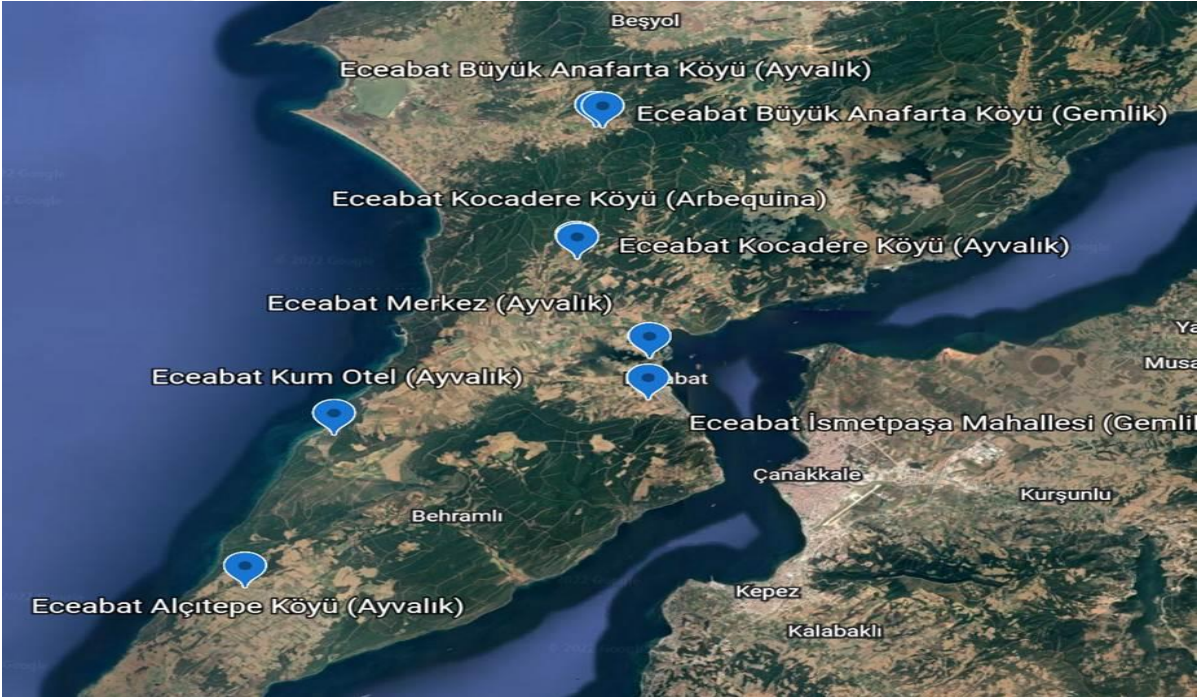 Beşyol
Eceabat Büyük Anafarta Köyü (Ayvalık)
Eceabat Büyük Anafarta Köyü (Gemlik)
Eceabat Kocadere Köyü (Arbequina)
Eceabat Kocadere Köyü (Ayvalık)
Eceabat Merkez (Ayvalık)
Ya
Musa
Eceabat Kum Otel (Ayvalık)
abat
Eceabat İsmetpaşa Mahallesi (Gemlik
Çanakkale
Kurşunlu
Behramlı
Kepez
Eceabat Alçıtepe Köyü (Ayvalık)
Kalabaklı